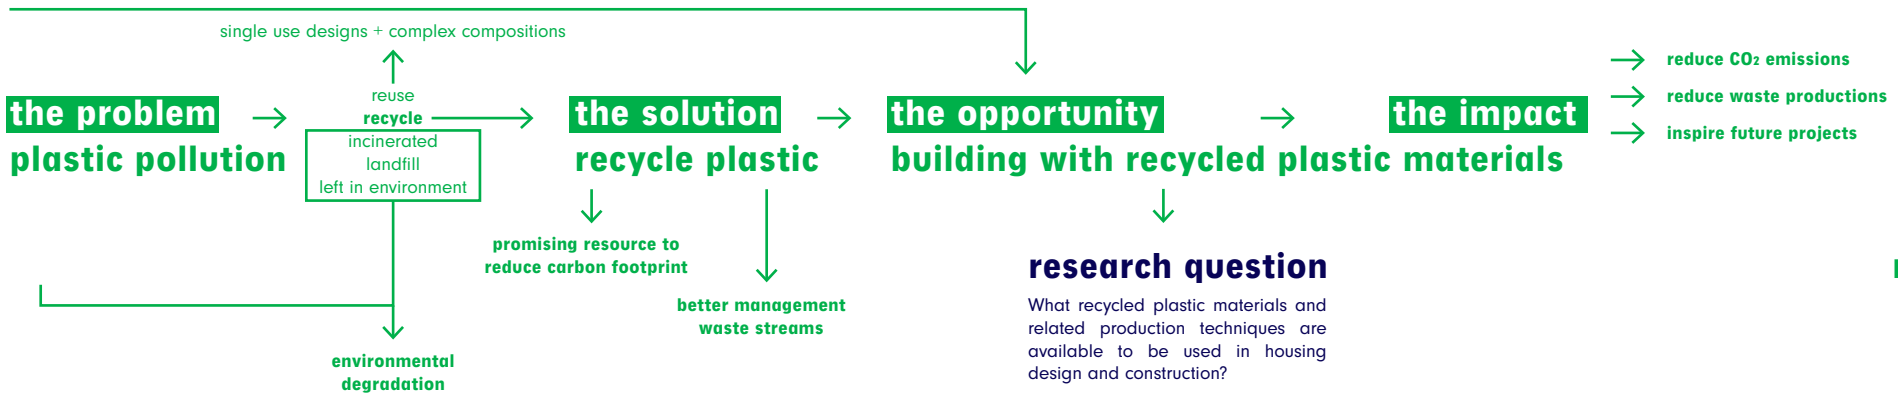 single use designs + complex compositions
the problem
plastic pollution
reuse
recycle
incinerated
landfill
left in environment
environmental
degradation
the solution
recycle plastic
promising resource to
reduce carbon footprint
better management
waste streams
the opportunity
the impact
building with recycled plastic materials
reduce CO₂ emissions
reduce waste productions
inspire future projects
research question
What recycled plastic materials and
related production techniques are
available to be used in housing
design and construction?